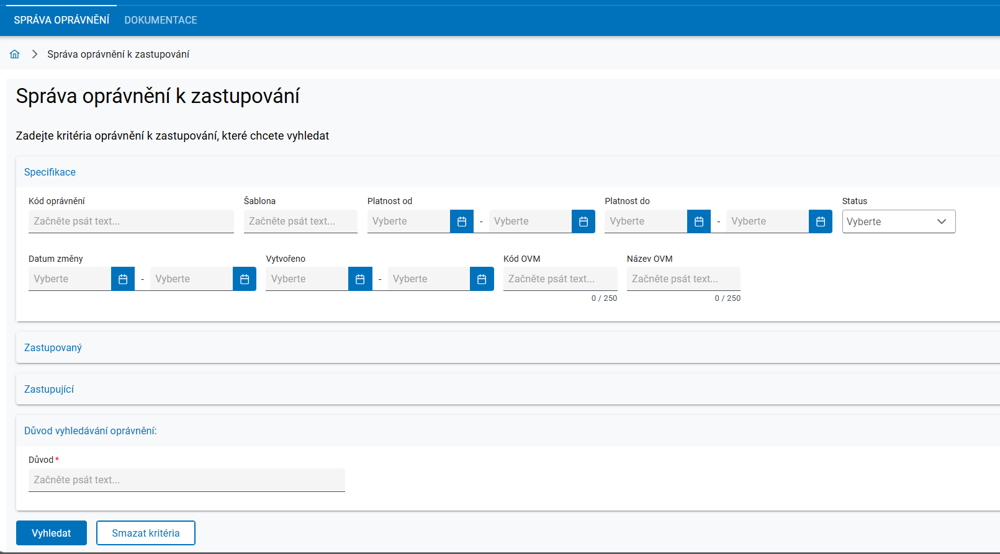 SPRÁVA OPRÁVNĚNÍ DOKUMENTACE
Správa oprávnění k zastupování
Správa oprávnění k zastupování
Zadejte kritéria oprávnění k zastupování, které chcete vyhledat
Specifikace
Kód oprávnění Šablona Platnost od Platnost do Status
Začněte psát text... Začněte psát text... Vyberte - Vyberte Vyberte - Vyberte Vyberte
Datum změny Vytvořeno Kód OVM Název OVM
Vyberte - Vyberte Vyberte - Vyberte Začněte psát text... Začněte psát text...
0 / 250 0 / 250
Zastupovaný
Zastupující
Důvod vyhledávání oprávnění:
Důvod *
Začněte psát text...
Vyhledat Smazat kritéria